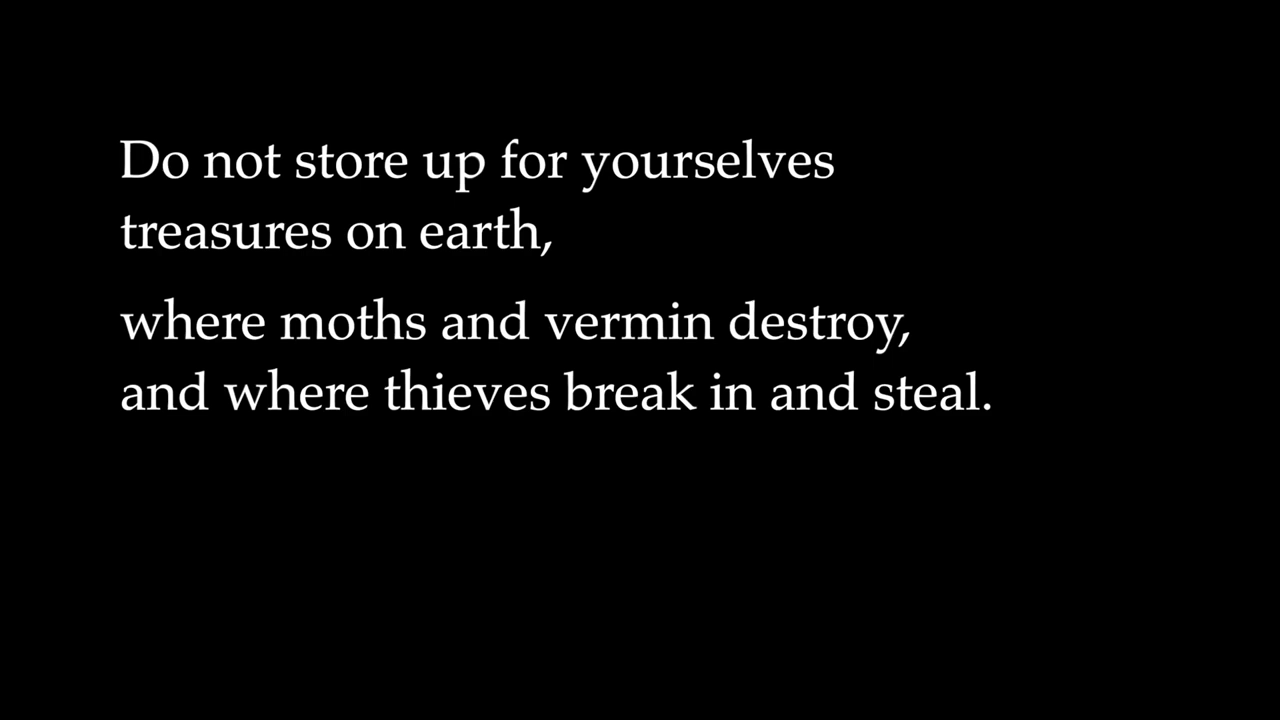 Do not store up for yourselves
treasures on earth,
where moths and vermin destroy,
and where thieves break in and steal.